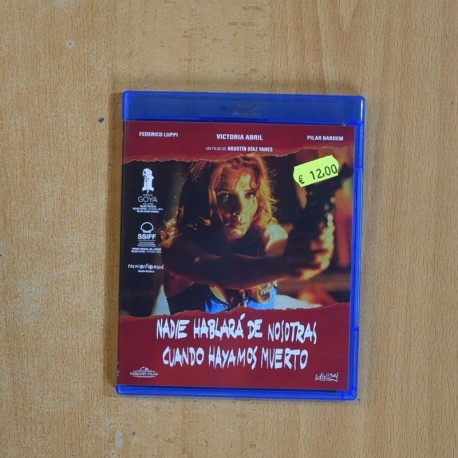 FEDERICO LUPPI VICTORIA ABRIL PILAR BARDEM
UN FILM DE AGUSTÍN DÍAZ YANES
€ 12,00
GOYA
SSIFF
NADIE HABLARÁ DE NOSOTRAS
CUANDO HAYAMOS MUERTO